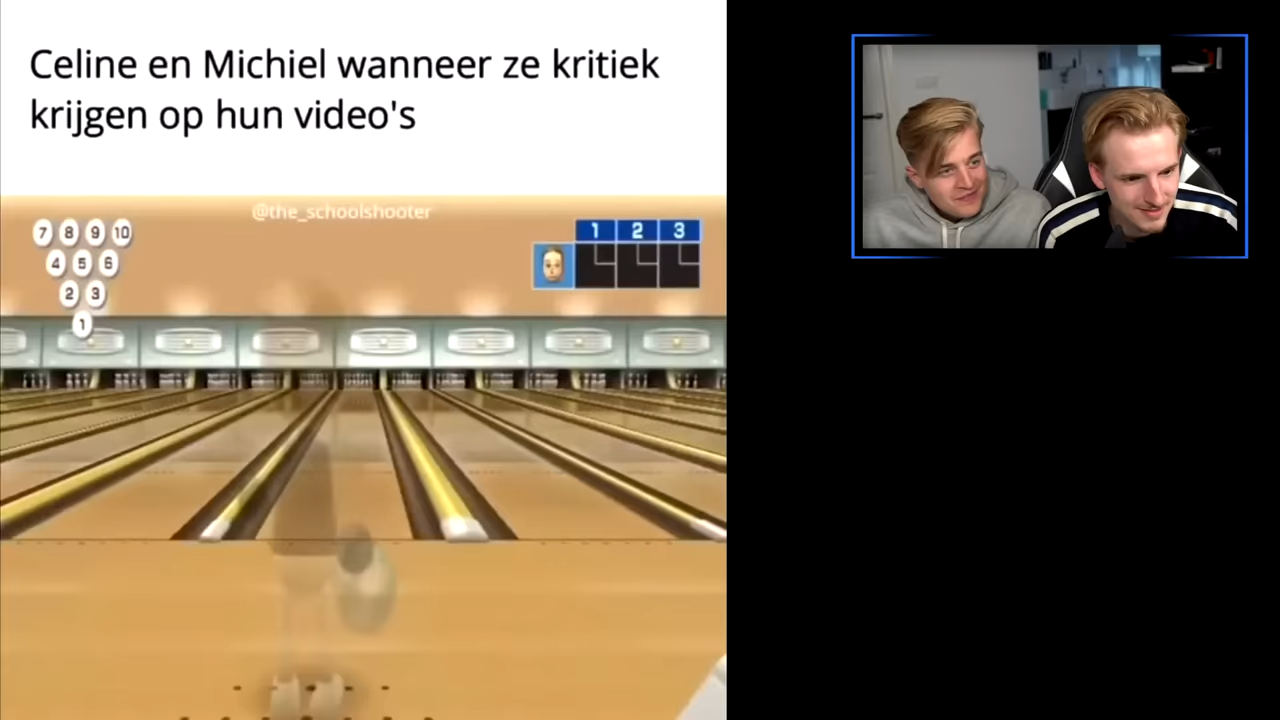 Celine en Michiel wanneer ze kritiek
krijgen op hun video's
@the_schoolshooter
7 8 9 10
4 5 6
2 3
1
1 2 3